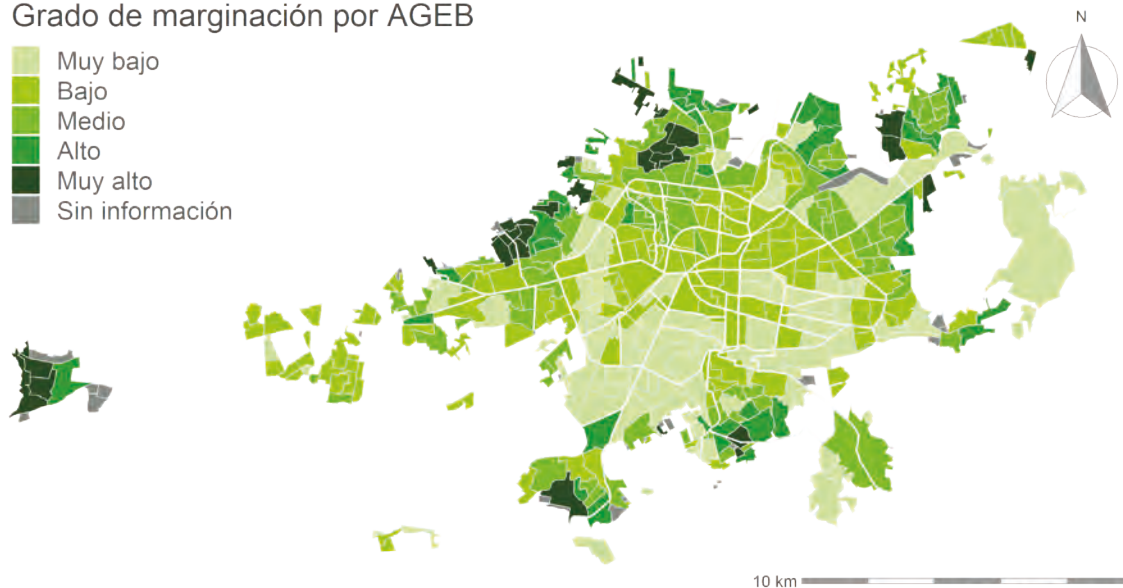 Grado de marginación por AGEB
N
Muy bajo
Bajo
Medio
Alto
Muy alto
Sin información
10 km